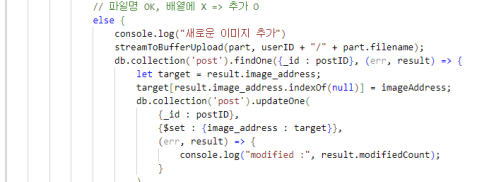 // 파일명 OK, 배열에 X => 추가 O
else {
console.log("새로운 이미지 추가")
streamToBufferUpload(part, userID + "/" + part.filename);
db.collection('post').findOne({_id : postID}, (err, result) => {
let target = result.image_address;
target[result.image_address.indexOf(null)] = imageAddress;
db.collection('post').updateOne(
{_id : postID},
{$set : {image_address : target}},
(err, result) => {
console.log("modified :", result.modifiedCount);
}